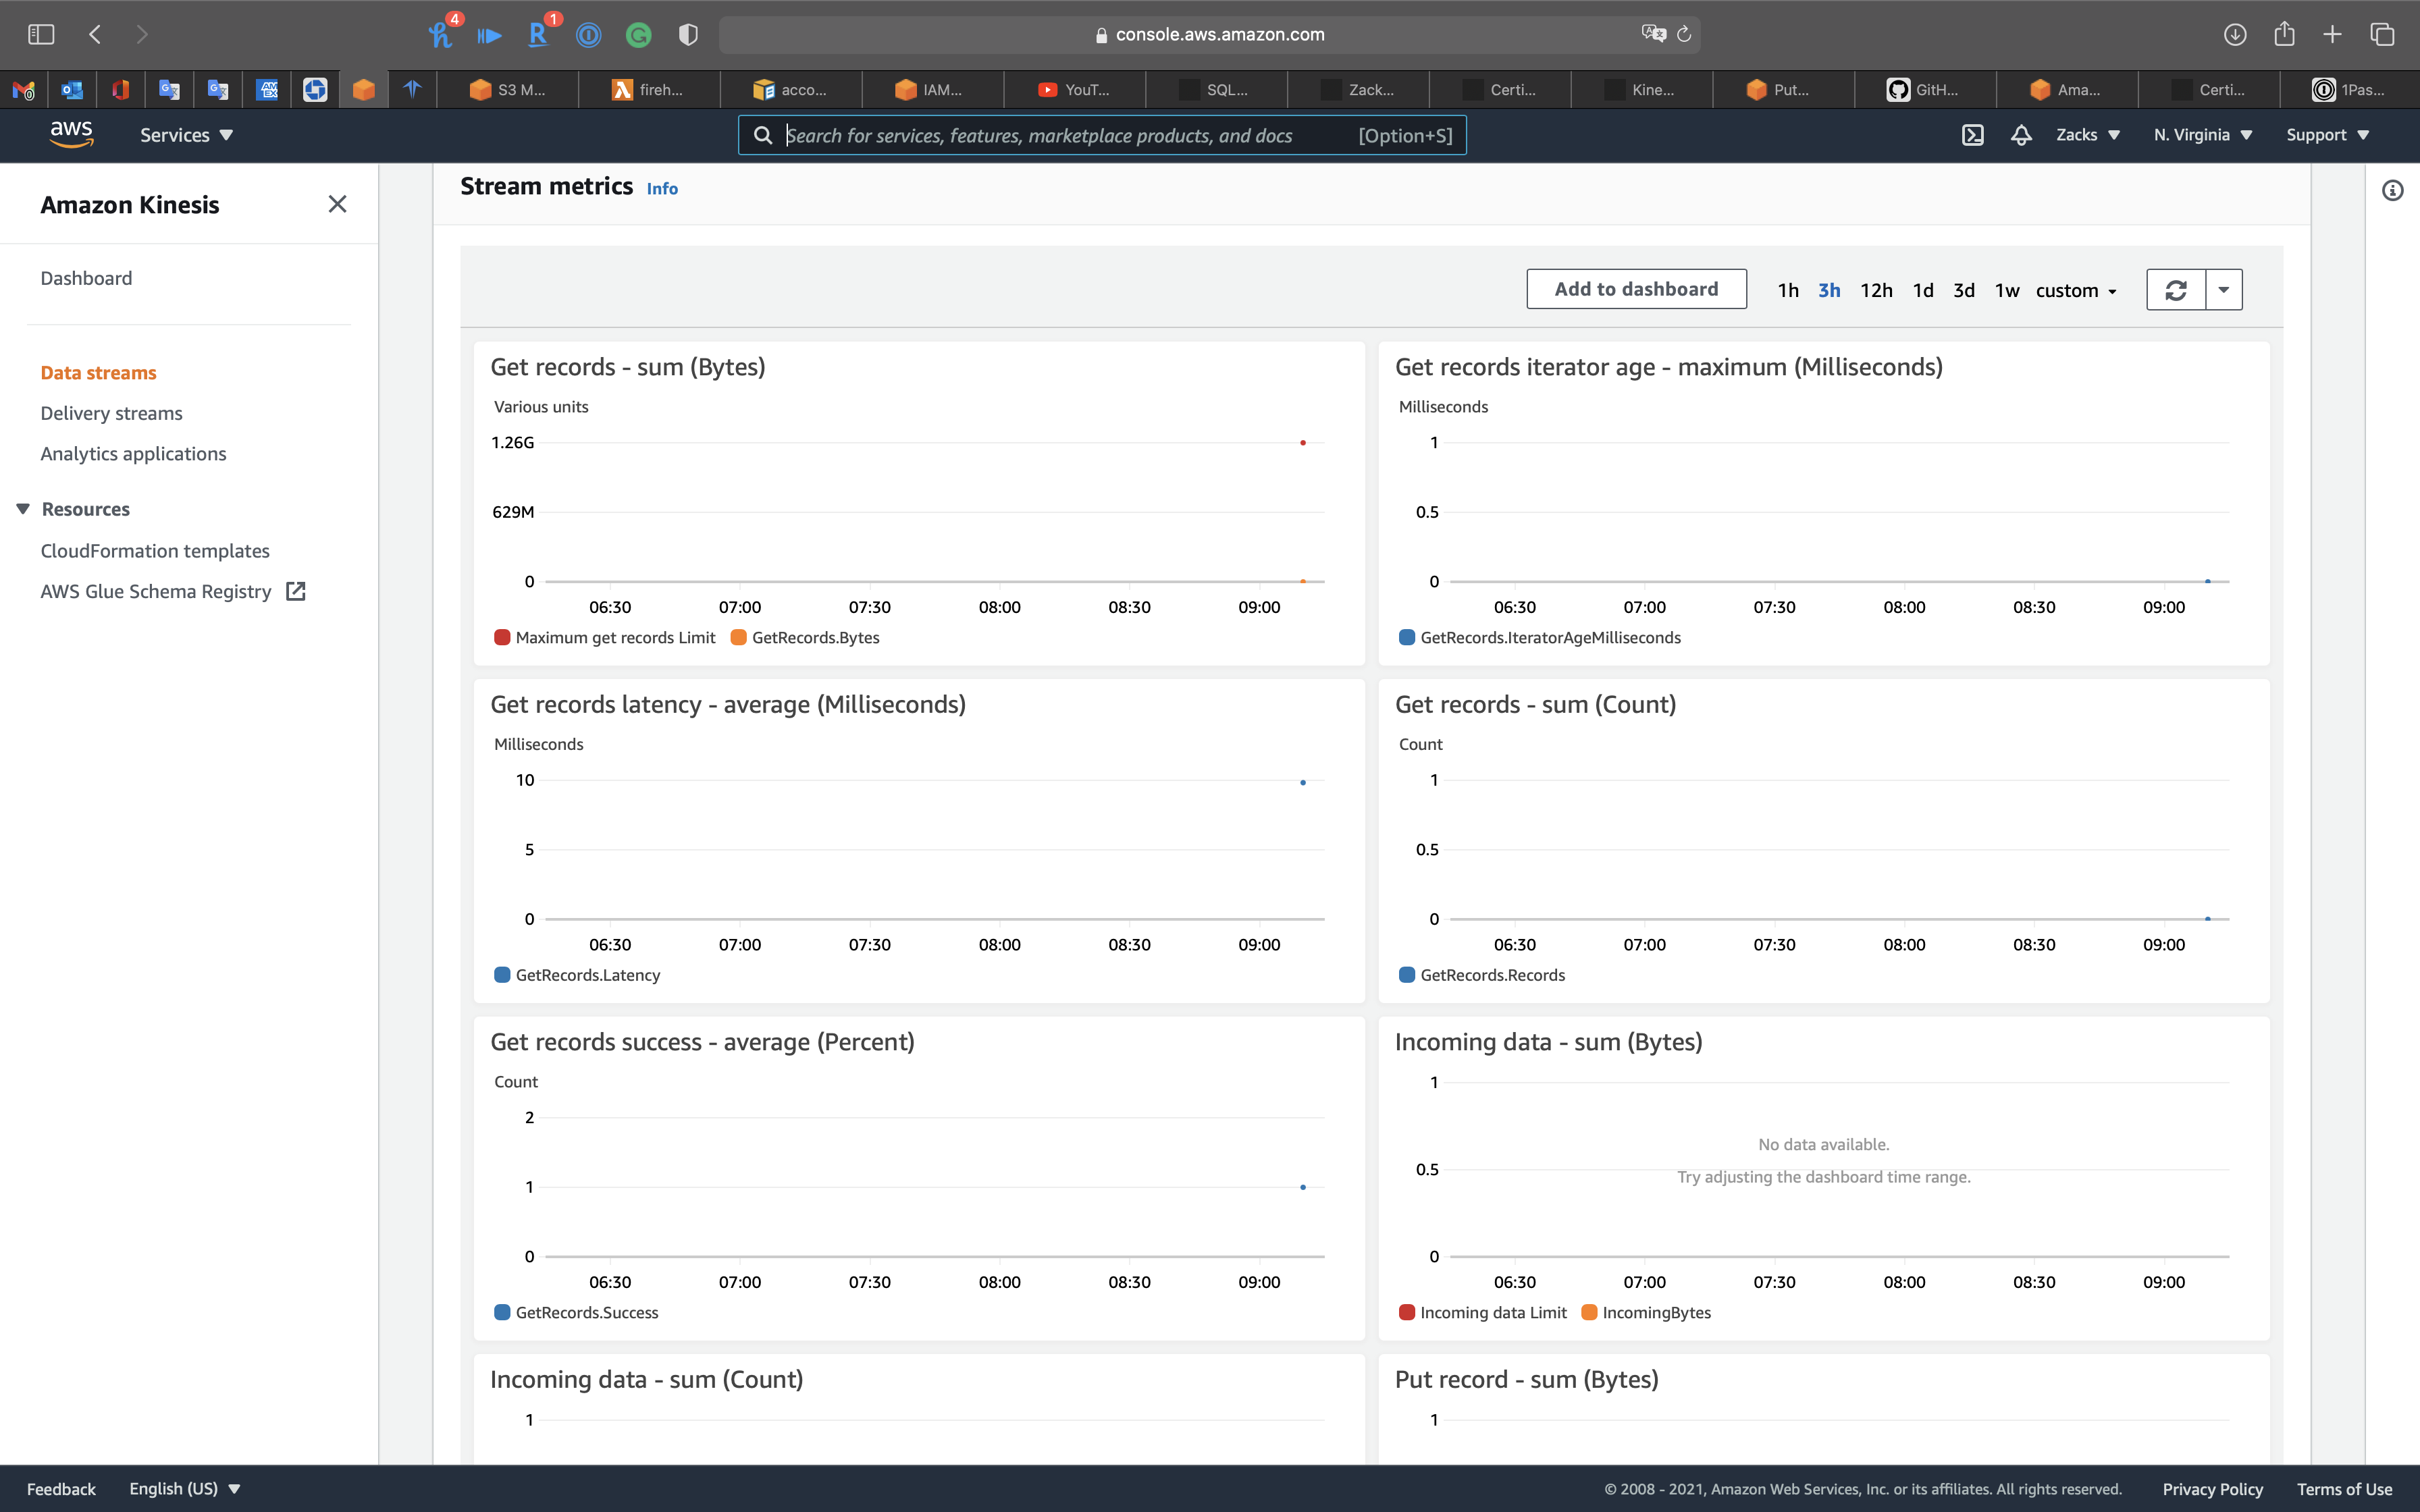 4
1
console.aws.amazon.com
S3 M...
fireh...
acco...
IAM...
YouT...
SQL...
Zack...
Certi...
Kine...
Put...
GitH...
Ama...
Certi...
1Pas...
aws
Services
Search for services, features, marketplace products, and docs [Option+S]
Zacks
N. Virginia
Support
Amazon Kinesis
Dashboard
Data streams
Delivery streams
Analytics applications
Resources
CloudFormation templates
AWS Glue Schema Registry
Stream metrics Info
Add to dashboard
1h 3h 12h 1d 3d 1w custom
Get records - sum (Bytes)
Various units
1.26G
629M
0
06:30 07:00 07:30 08:00 08:30 09:00
Maximum get records Limit GetRecords.Bytes
Get records iterator age - maximum (Milliseconds)
Milliseconds
1
0.5
0
06:30 07:00 07:30 08:00 08:30 09:00
GetRecords.IteratorAgeMilliseconds
Get records latency - average (Milliseconds)
Milliseconds
10
5
0
06:30 07:00 07:30 08:00 08:30 09:00
GetRecords.Latency
Get records - sum (Count)
Count
1
0.5
0
06:30 07:00 07:30 08:00 08:30 09:00
GetRecords.Records
Get records success - average (Percent)
Count
2
1
0
06:30 07:00 07:30 08:00 08:30 09:00
GetRecords.Success
Incoming data - sum (Bytes)
1
No data available.
0.5
Try adjusting the dashboard time range.
0
06:30 07:00 07:30 08:00 08:30 09:00
Incoming data Limit IncomingBytes
Incoming data - sum (Count)
1
Put record - sum (Bytes)
1
Feedback
English (US)
© 2008 - 2021, Amazon Web Services, Inc. or its affiliates. All rights reserved.
Privacy Policy
Terms of Use